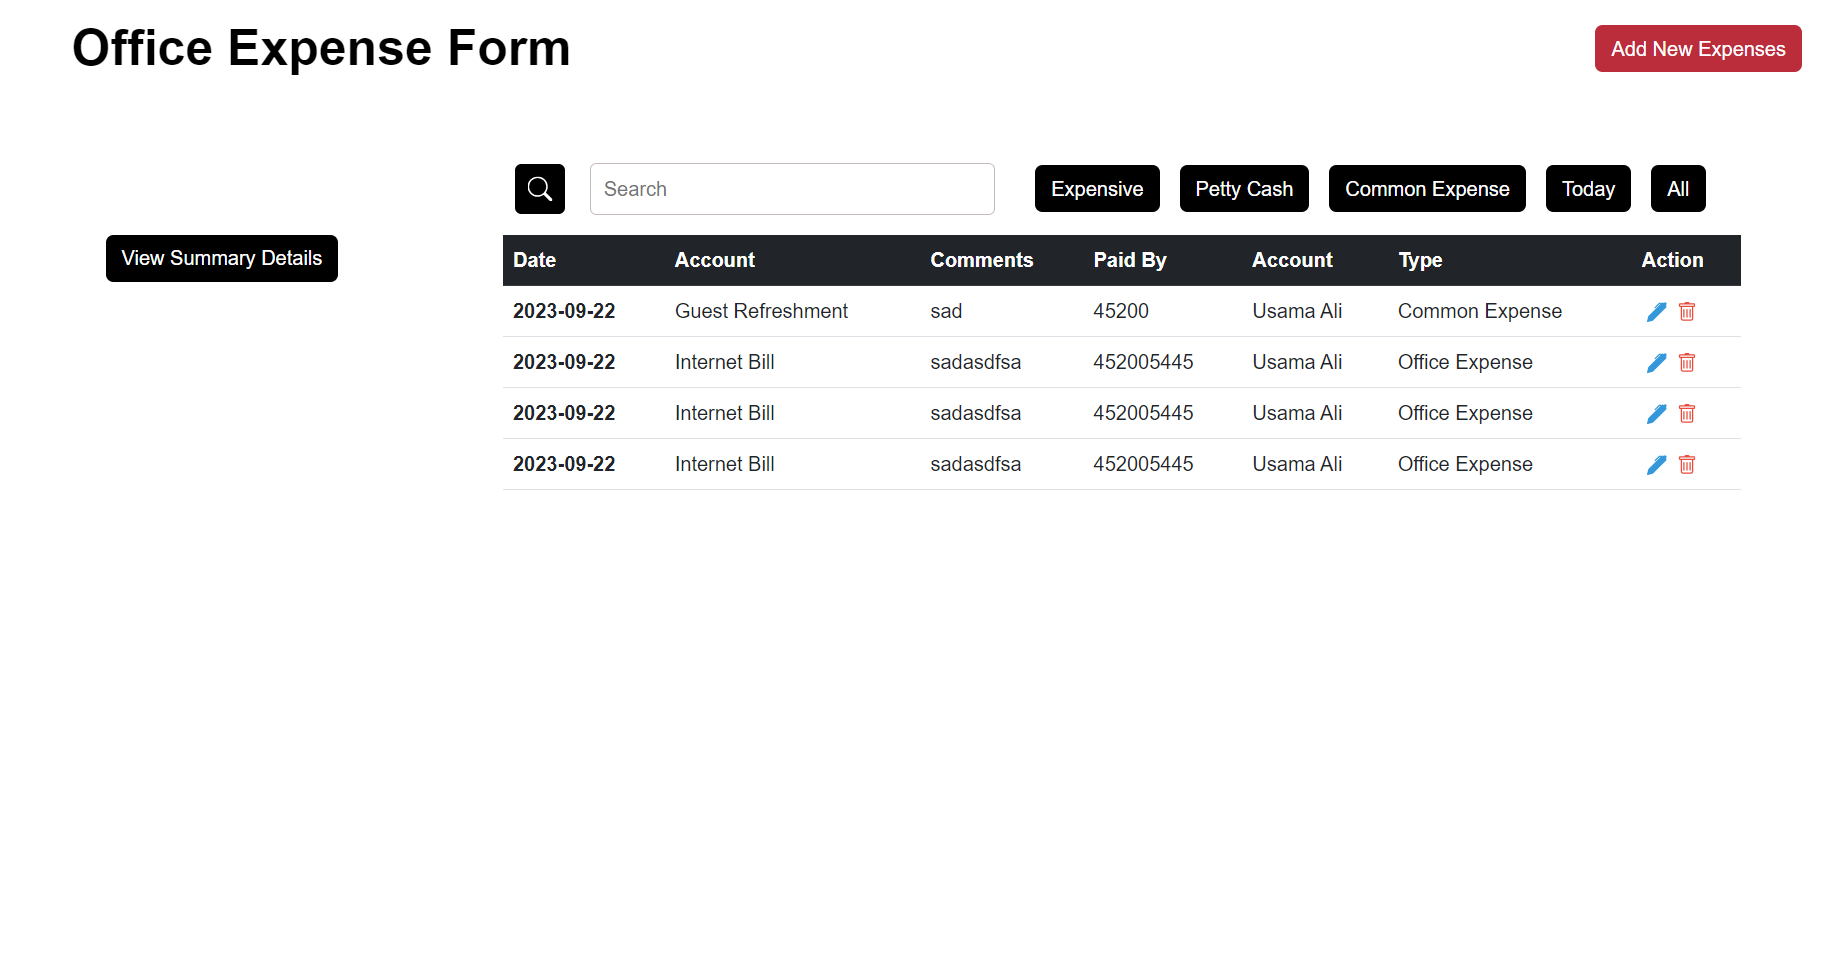 Office Expense Form
Add New Expenses
Search
Expensive
Petty Cash
Common Expense
Today
All
View Summary Details
Date Account Comments Paid By Account Type Action
2023-09-22 Guest Refreshment sad 45200 Usama Ali Common Expense
2023-09-22 Internet Bill sadasdfsa 452005445 Usama Ali Office Expense
2023-09-22 Internet Bill sadasdfsa 452005445 Usama Ali Office Expense
2023-09-22 Internet Bill sadasdfsa 452005445 Usama Ali Office Expense